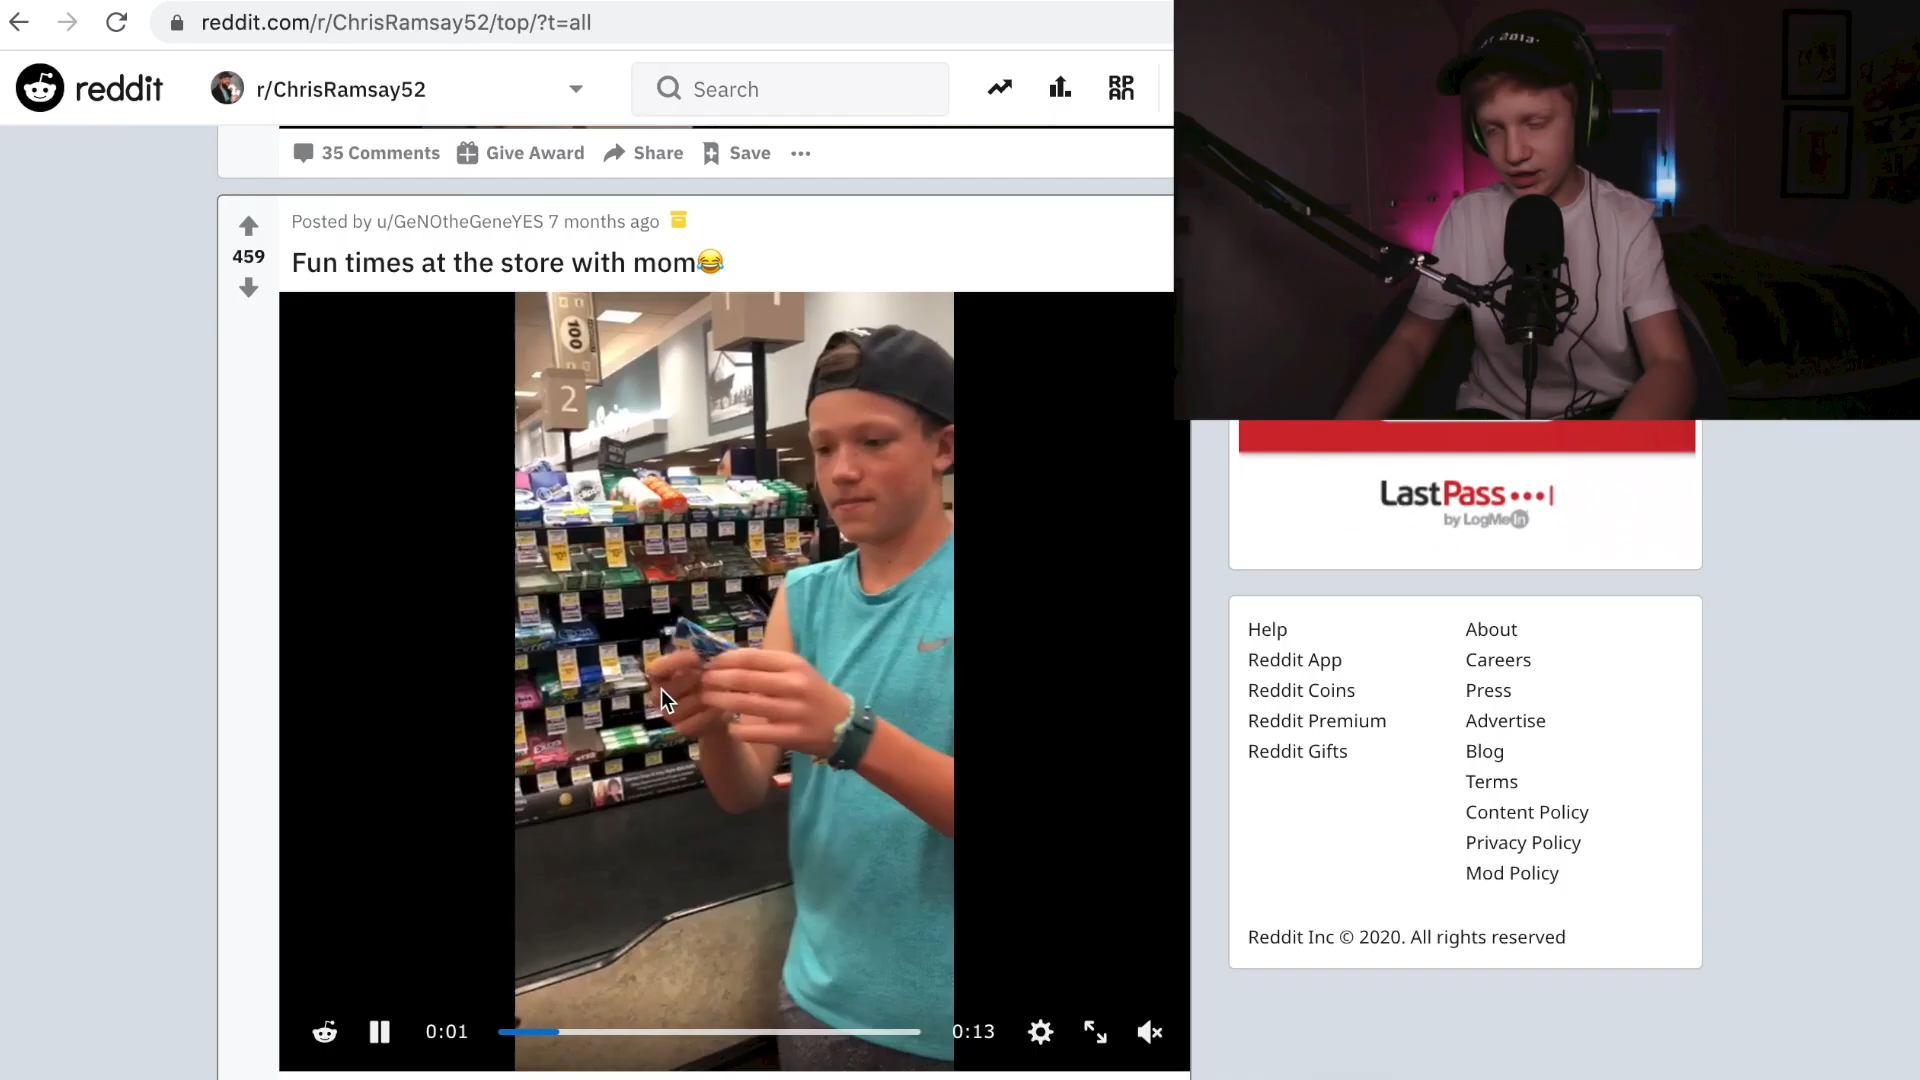 reddit.com/r/ChrisRamsay52/top/?t=all
reddit
r/ChrisRamsay52
Search
RP
AN
35 Comments
Give Award
Share
Save
Posted by u/GeNOtheGeneYES 7 months ago
459
Fun times at the store with mom😂
100
2
0:01
0:13
LastPass
by LogMeIn
Help
About
Reddit App
Careers
Reddit Coins
Press
Reddit Premium
Advertise
Reddit Gifts
Blog
Terms
Content Policy
Privacy Policy
Mod Policy
Reddit Inc © 2020. All rights reserved